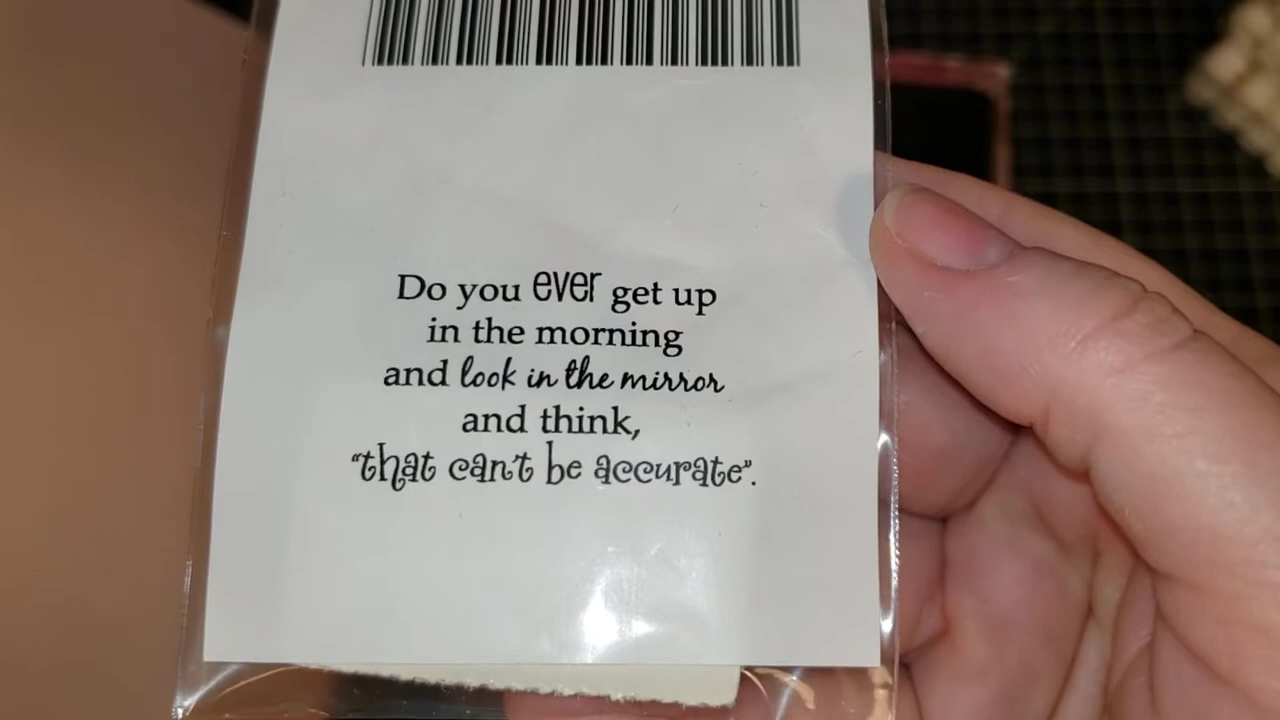 Do you ever get up
in the morning
and look in the mirror
and think,
“that can't be accurate”.